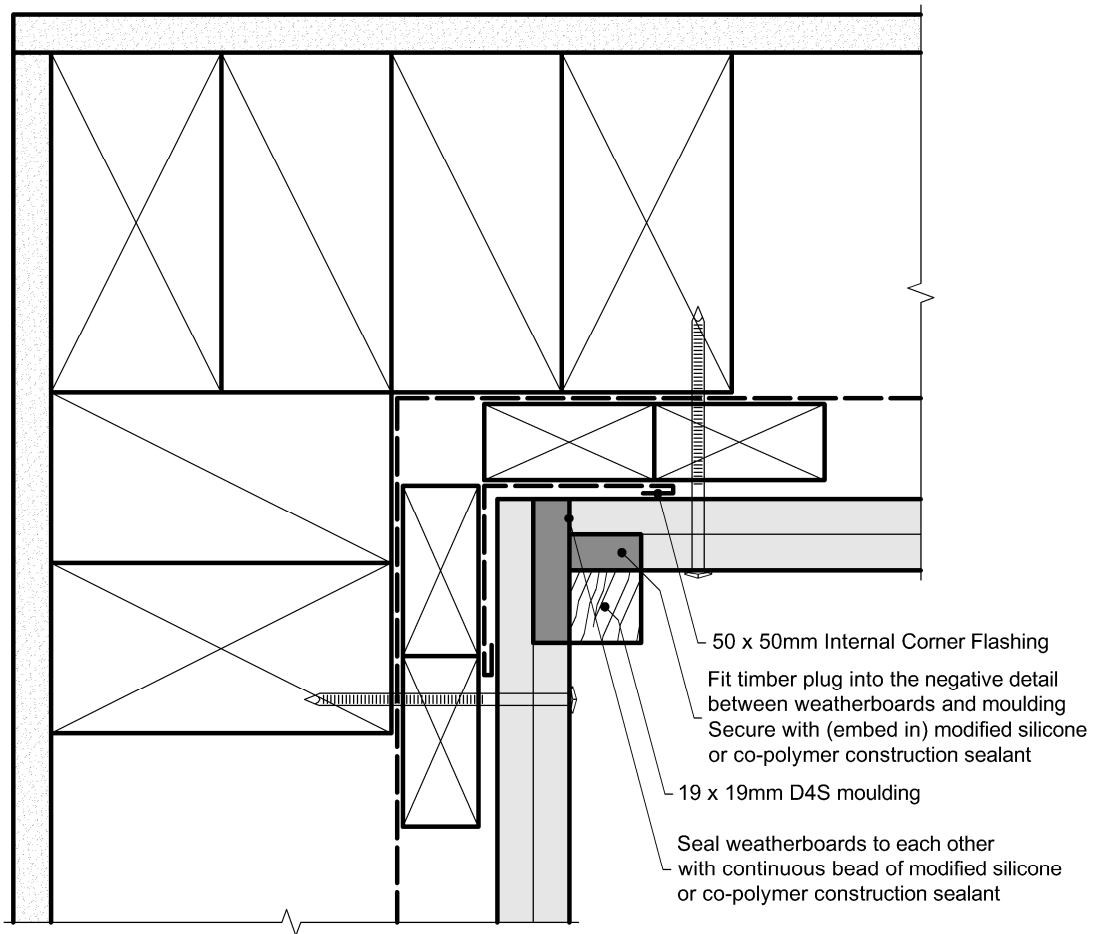 50 x 50mm Internal Corner Flashing
Fit timber plug into the negative detail
between weatherboards and moulding
Secure with (embed in) modified silicone
or co-polymer construction sealant
19 x 19mm D4S moulding
Seal weatherboards to each other
with continuous bead of modified silicone
or co-polymer construction sealant